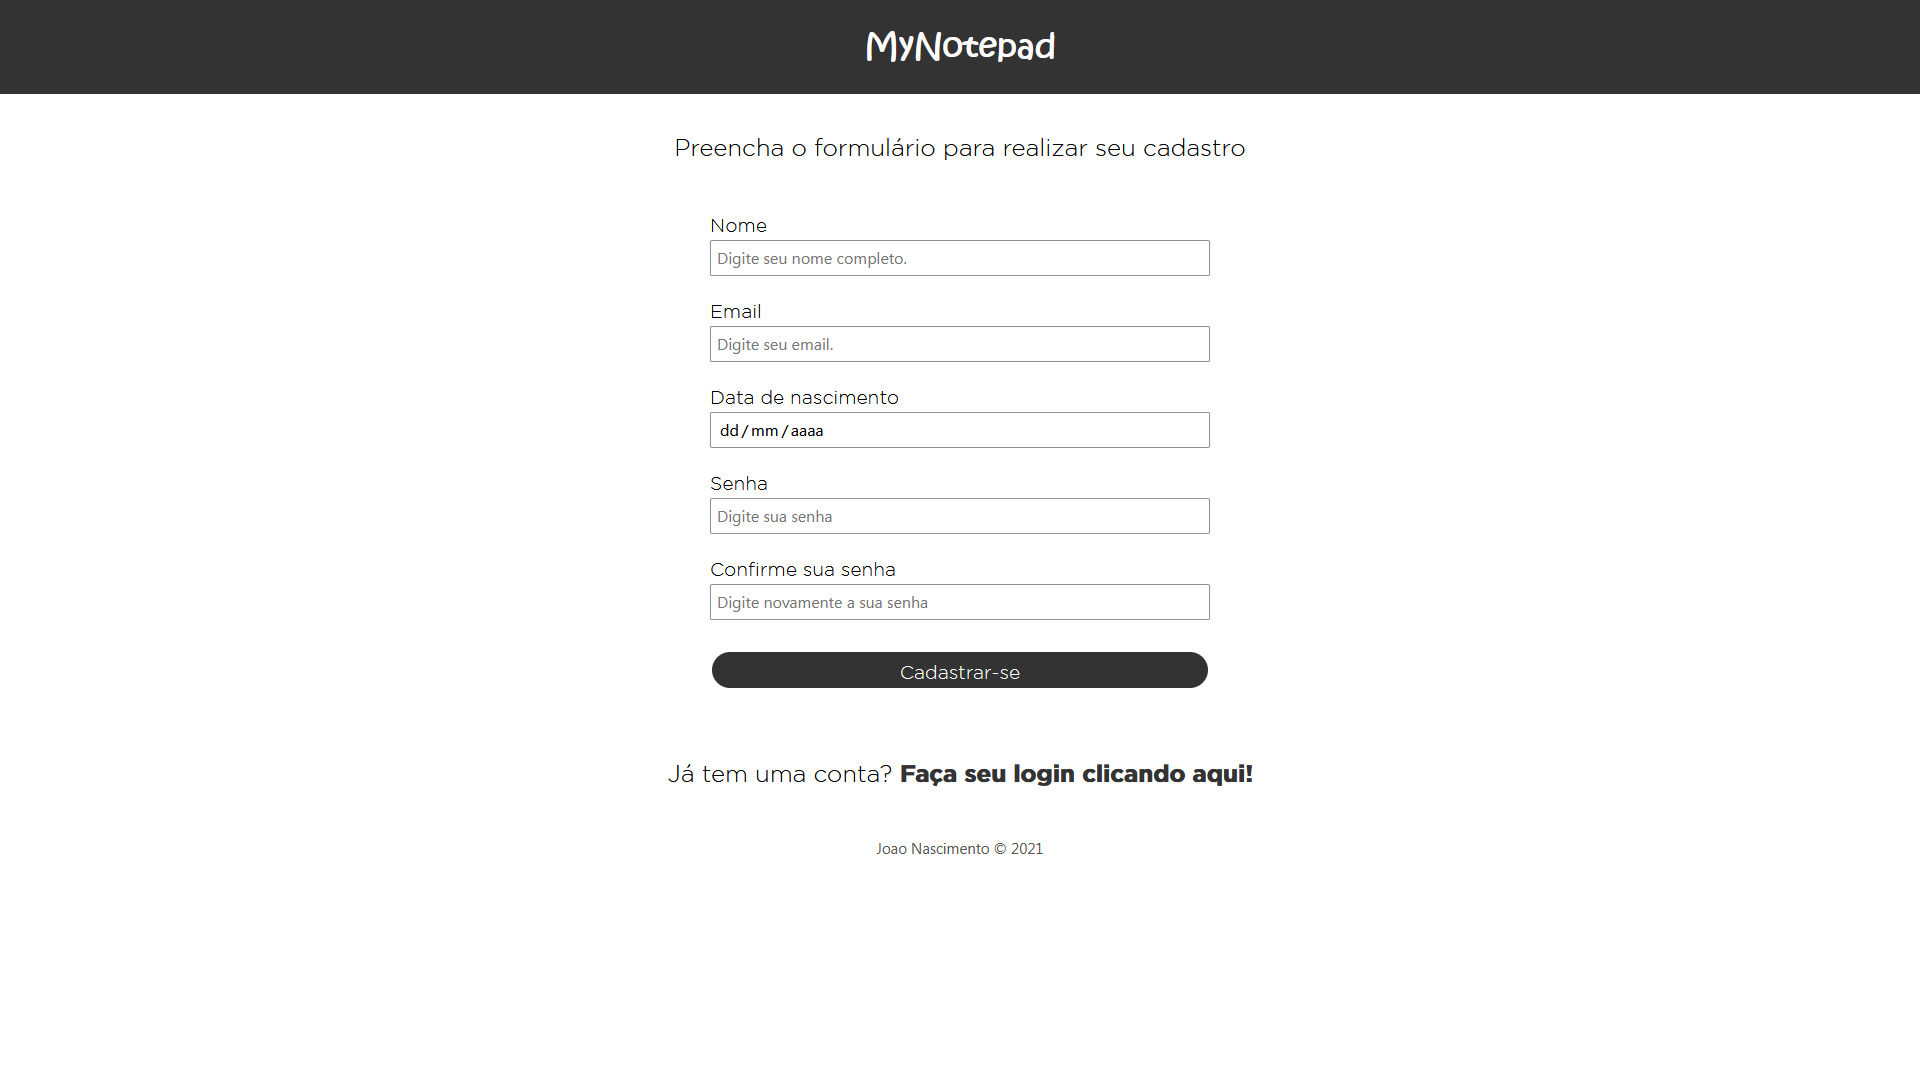 MyNotepad
Preencha o formulário para realizar seu cadastro
Nome
Digite seu nome completo.
Email
Digite seu email.
Data de nascimento
dd/mm/aaaa
Senha
Digite sua senha
Confirme sua senha
Digite novamente a sua senha
Cadastrar-se
Já tem uma conta? Faça seu login clicando aqui!
Joao Nascimento © 2021